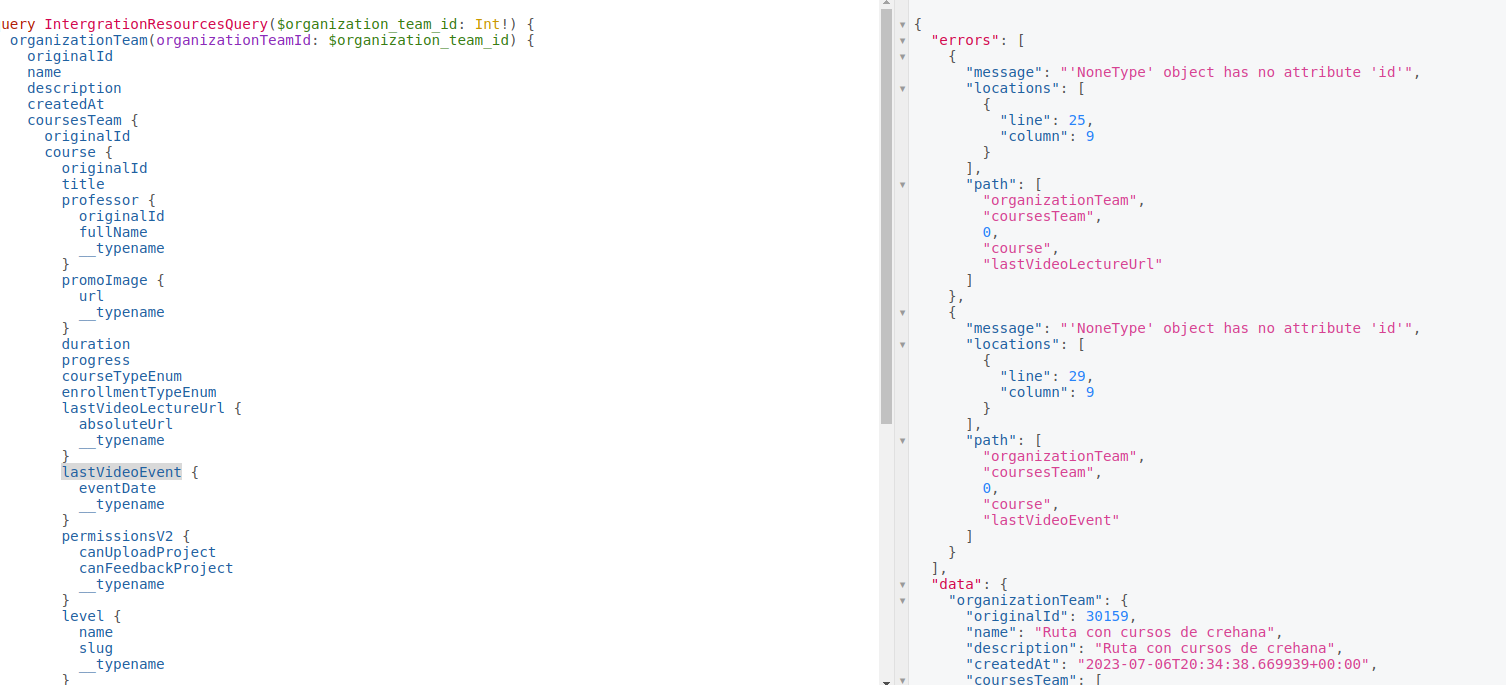 uery IntergrationResourcesQuery($organization_team_id: Int!) {
organizationTeam(organizationTeamId: $organization_team_id) {
originalId
name
description
createdAt
coursesTeam {
originalId
course {
originalId
title
professor {
originalId
fullName
__typename
}
promoImage {
url
__typename
}
duration
progress
courseTypeEnum
enrollmentTypeEnum
lastVideoLectureUrl {
absoluteUrl
__typename
}
lastVideoEvent {
eventDate
__typename
}
permissionsV2 {
canUploadProject
canFeedbackProject
__typename
}
level {
name
slug
__typename
}
{
"errors": [
{
"message": "'NoneType' object has no attribute 'id'",
"locations": [
{
"line": 25,
"column": 9
}
],
"path": [
"organizationTeam",
"coursesTeam",
0,
"course",
"lastVideoLectureUrl"
]
},
{
"message": "'NoneType' object has no attribute 'id'",
"locations": [
{
"line": 29,
"column": 9
}
],
"path": [
"organizationTeam",
"coursesTeam",
0,
"course",
"lastVideoEvent"
]
}
],
"data": {
"organizationTeam": {
"originalId": 30159,
"name": "Ruta con cursos de crehana",
"description": "Ruta con cursos de crehana",
"createdAt": "2023-07-06T20:34:38.669939+00:00",
"coursesTeam": [